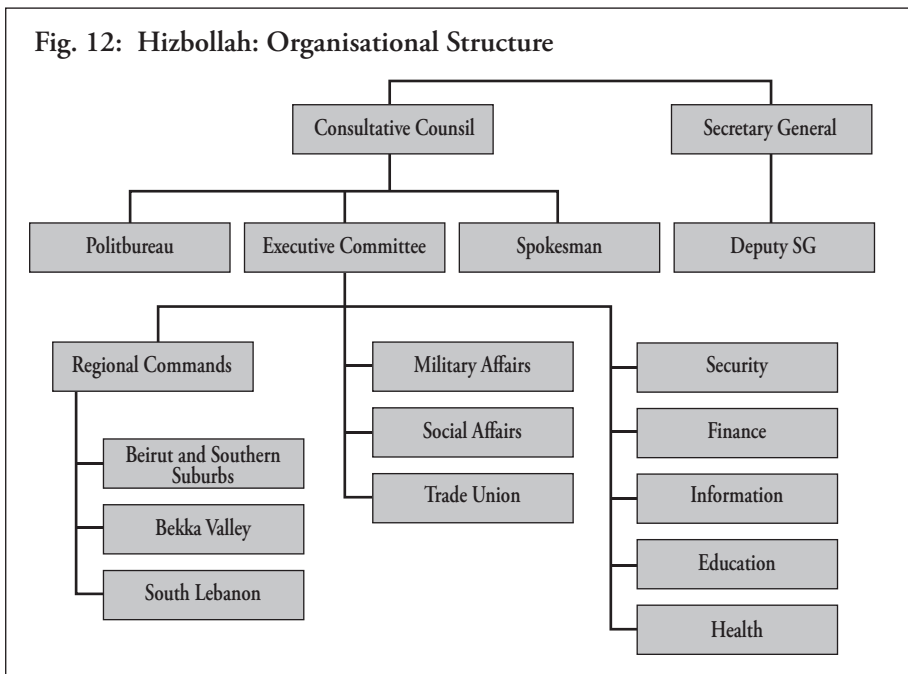 Fig. 12: Hizbollah: Organisational Structure
Consultative Counsil
Secretary General
Politbureau
Executive Committee
Spokesman
Deputy SG
Regional Commands
Beirut and Southern
Suburbs
Bekka Valley
South Lebanon
Military Affairs
Social Affairs
Trade Union
Security
Finance
Information
Education
Health